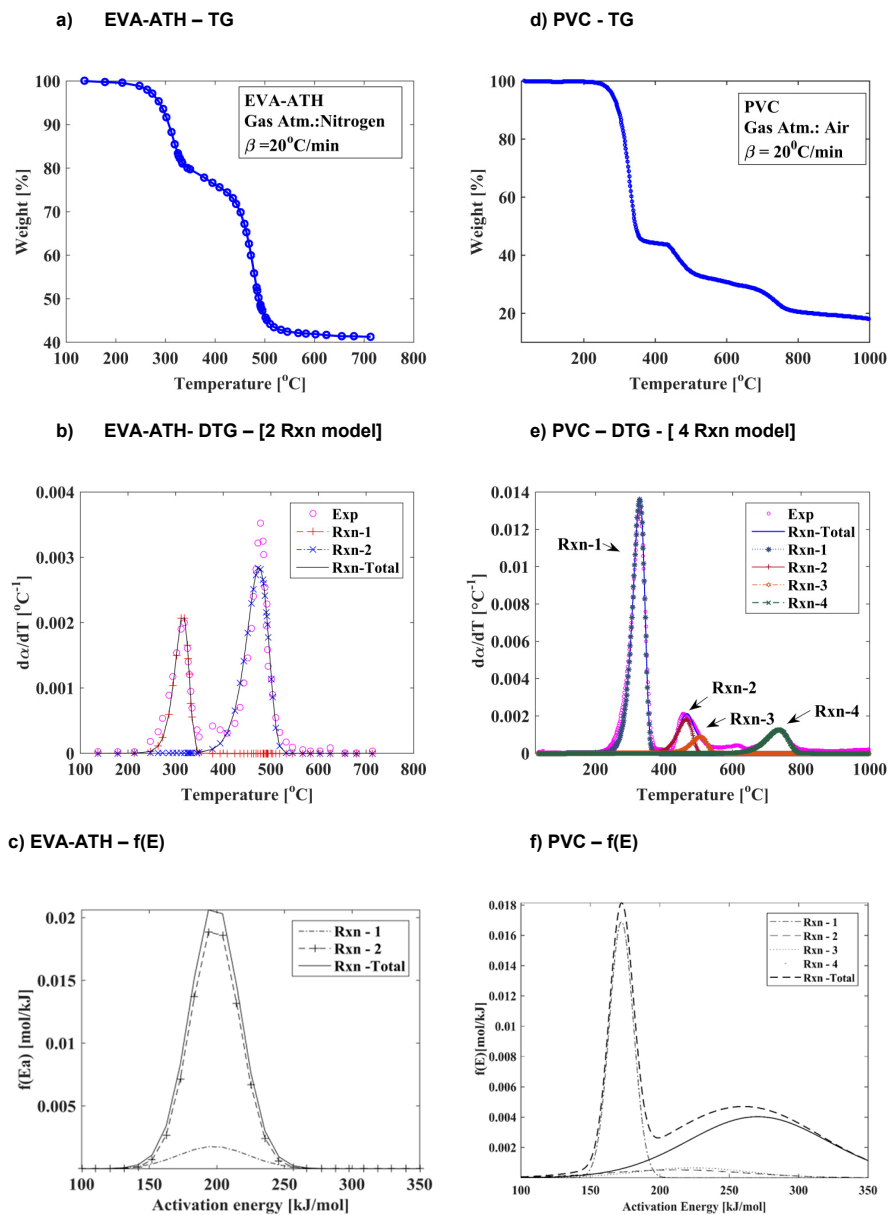 a) EVA-ATH – TG
100
90
80
70
60
50
40
Weight [%]
EVA-ATH
Gas Atm.:Nitrogen
β =20°C/min
100 200 300 400 500 600 700 800
Temperature [°C]
d) PVC - TG
100
80
60
40
20
Weight [%]
PVC
Gas Atm.: Air
β = 20⁰C/min
200 400 600 800 1000
Temperature [°C]
b) EVA-ATH- DTG – [2 Rxn model]
0.004
0.003
0.002
0.001
0
dα/dT [°C⁻¹]
Exp
Rxn-1
Rxn-2
Rxn-Total
100 200 300 400 500 600 700 800
Temperature [°C]
e) PVC – DTG - [ 4 Rxn model]
0.014
0.012
0.01
0.008
0.006
0.004
0.002
0
dα/dT [°C⁻¹]
Exp
Rxn-Total
Rxn-1
Rxn-2
Rxn-3
Rxn-4
Rxn-1
Rxn-2
Rxn-3
Rxn-4
200 400 600 800 1000
Temperature [°C]
c) EVA-ATH – f(E)
0.02
0.015
0.01
0.005
f(Ea) [mol/kJ]
Rxn - 1
Rxn - 2
Rxn -Total
100 150 200 250 300 350
Activation energy [kJ/mol]
f) PVC – f(E)
0.018
0.016
0.014
0.012
0.01
0.008
0.006
0.004
0.002
f(E)[mol/kJ]
Rxn - 1
Rxn - 2
Rxn - 3
Rxn - 4
Rxn -Total
100 150 200 250 300 350
Activation Energy [kJ/mol]